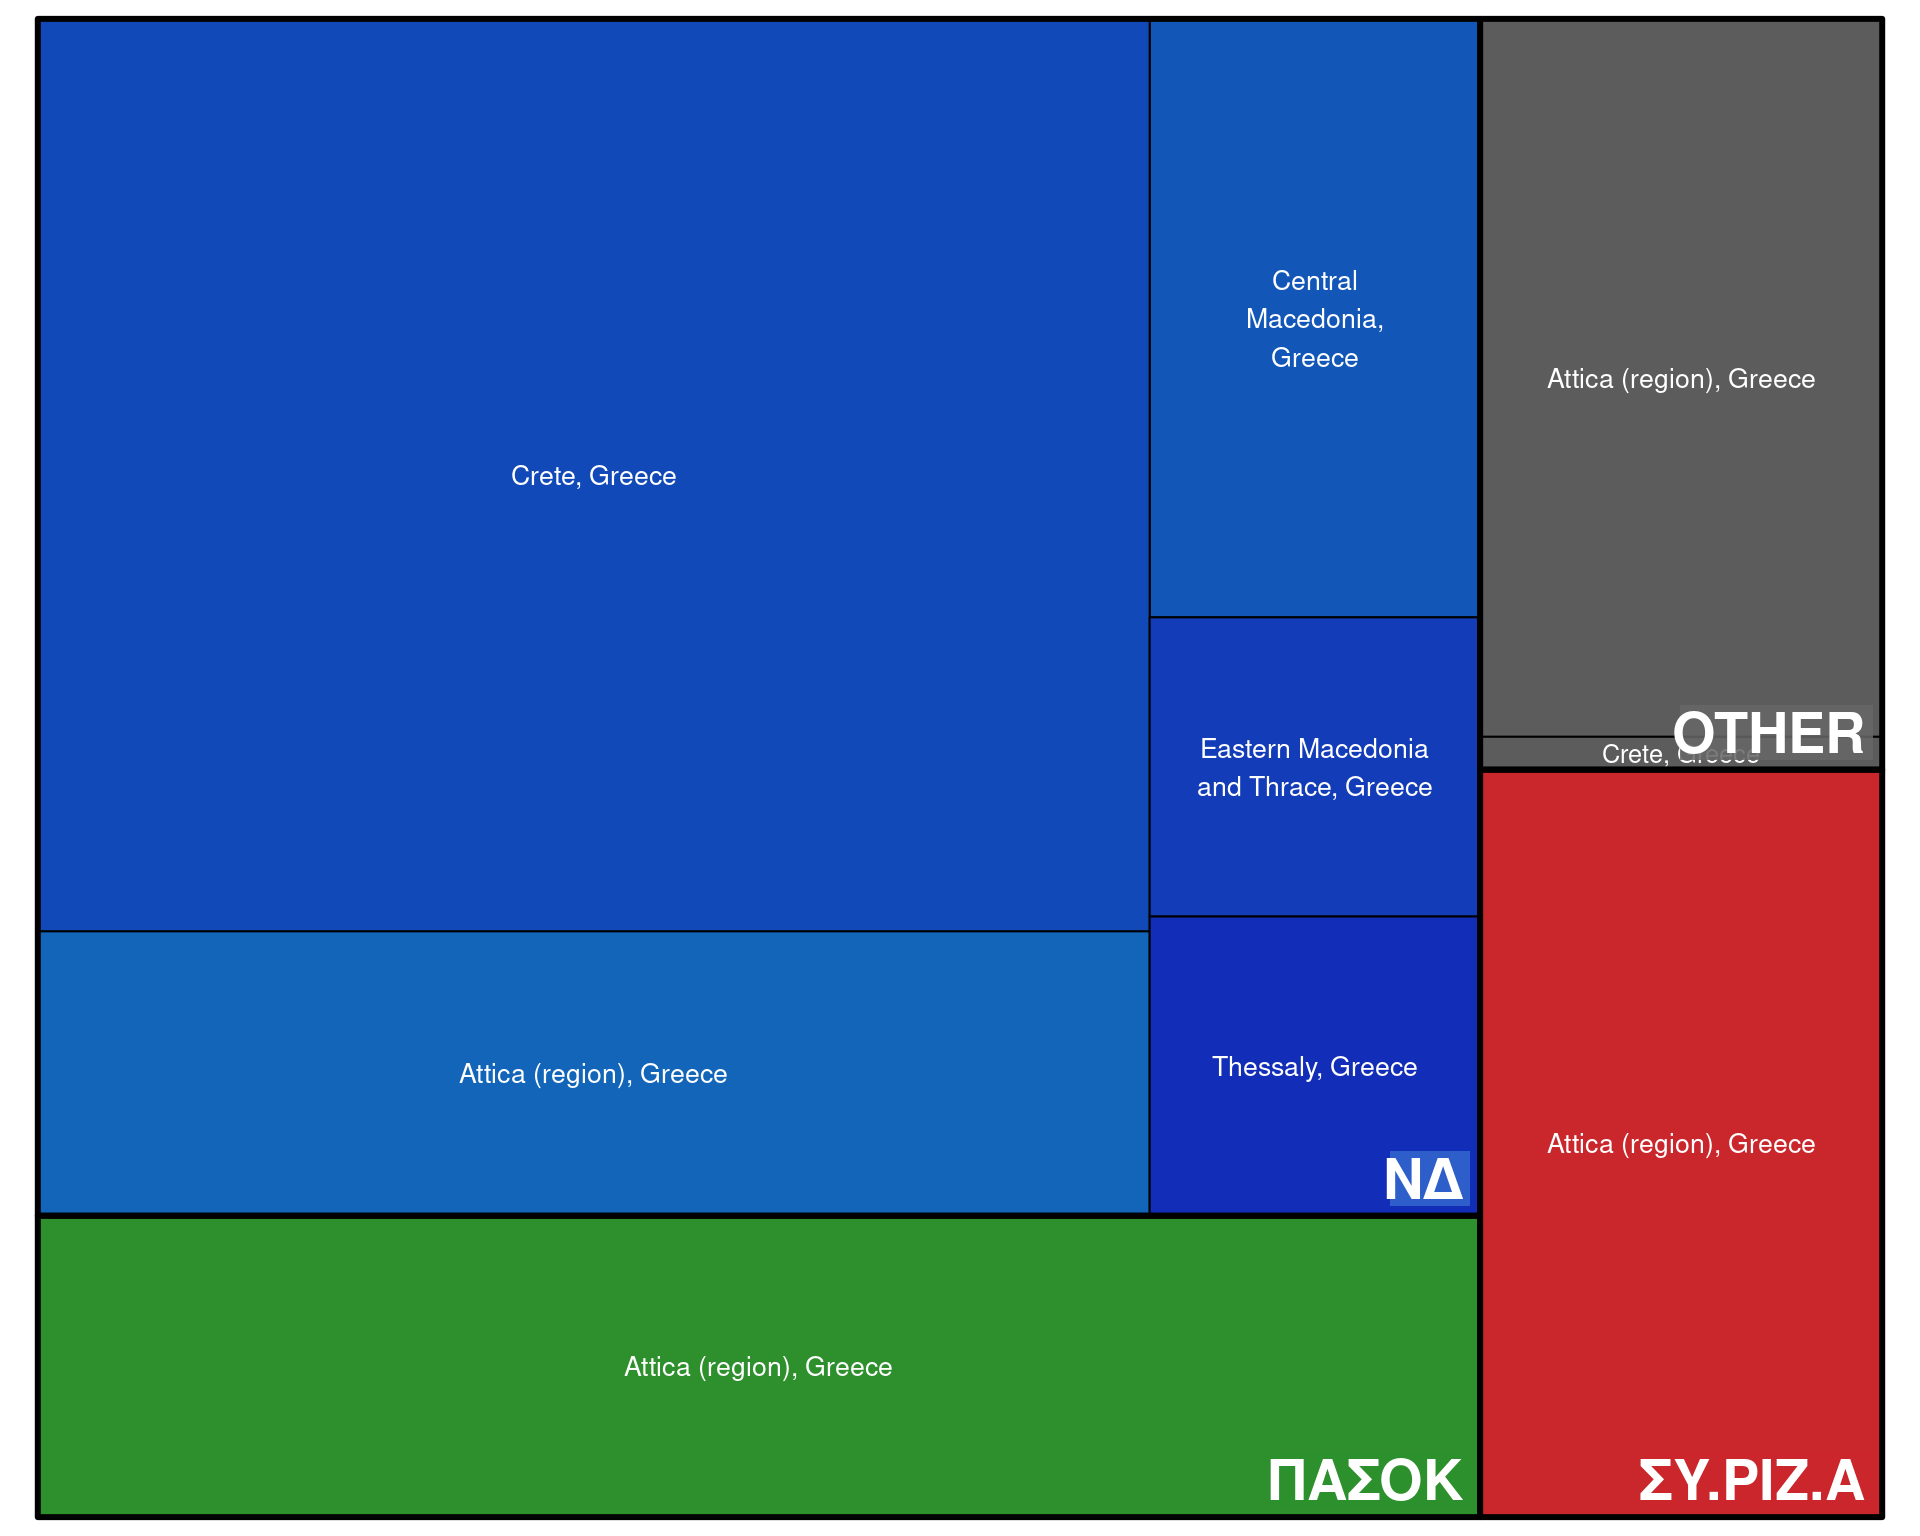 Crete, Greece
Attica (region), Greece
Central
Macedonia,
Greece
Eastern Macedonia
and Thrace, Greece
Thessaly, Greece
ΝΔ
Attica (region), Greece
ΠΑΣΟΚ
Attica (region), Greece
Crete, Greece
OTHER
Attica (region), Greece
ΣΥ.ΡΙΖ.Α